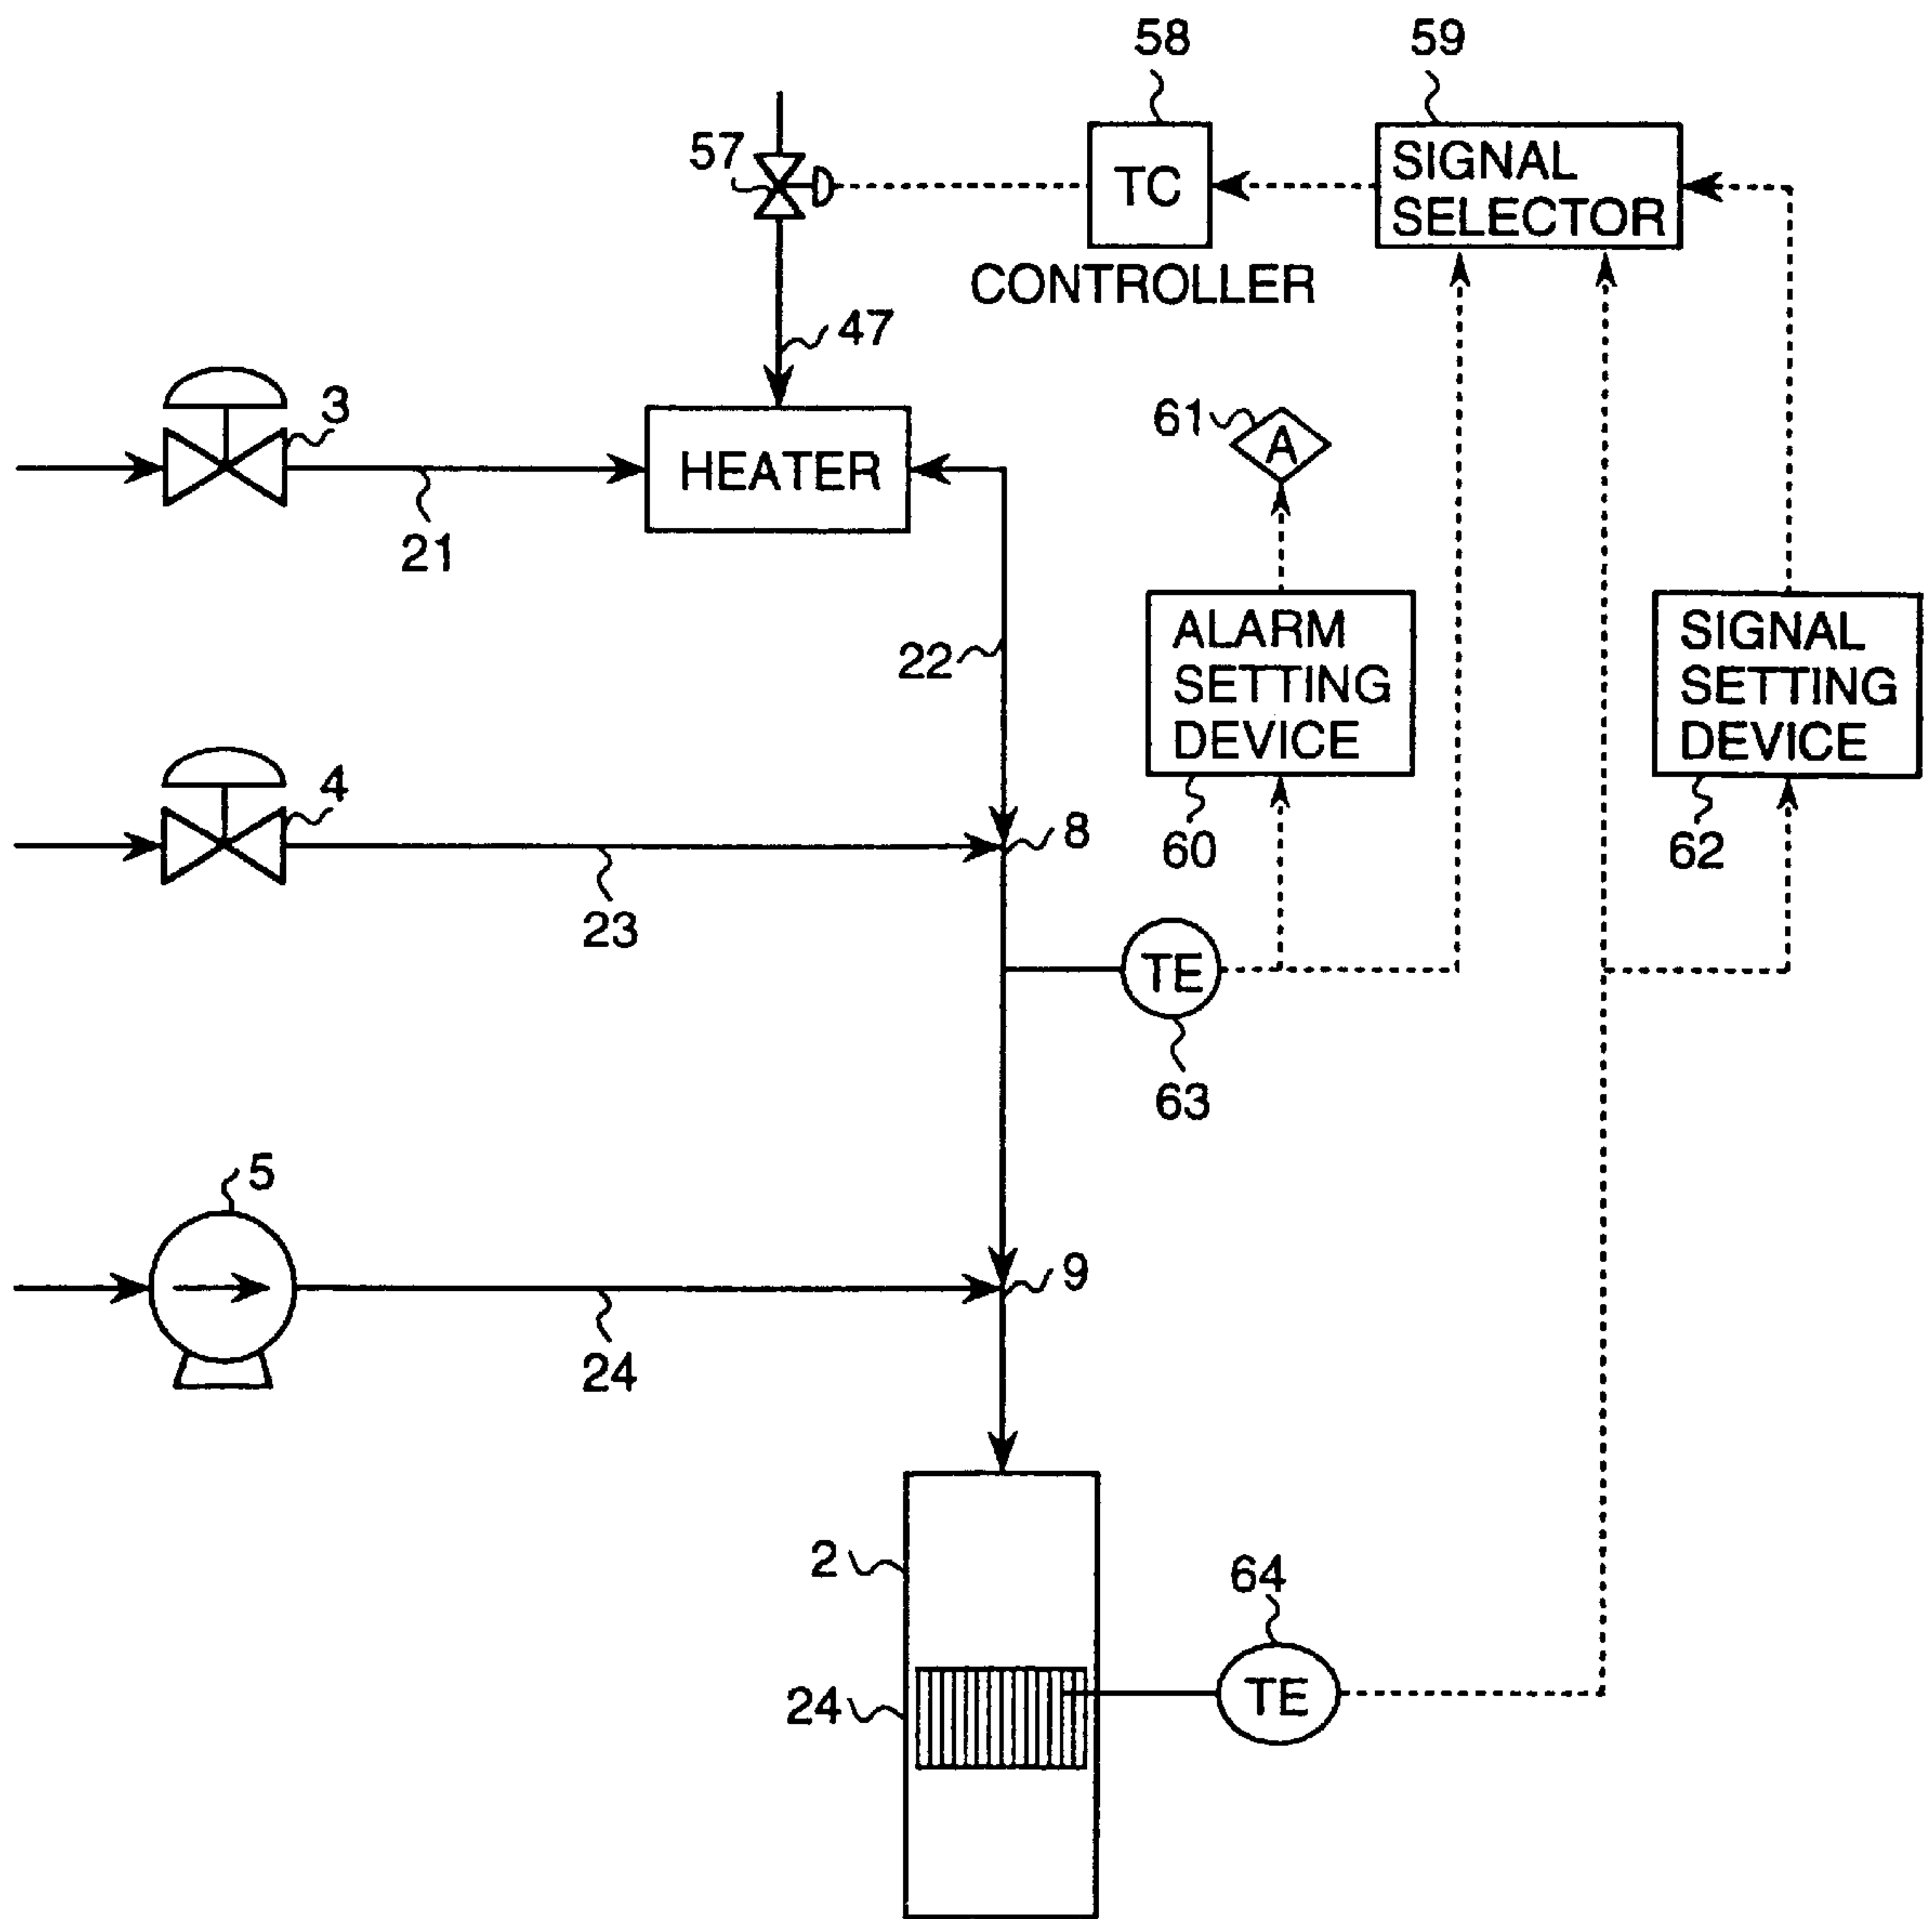 58
59
57
TC
SIGNAL
SELECTOR
CONTROLLER
47
3
61
A
HEATER
21
ALARM
SETTING
DEVICE
SIGNAL
SETTING
DEVICE
22
4
8
60
62
23
TE
63
5
9
24
2
64
24
TE